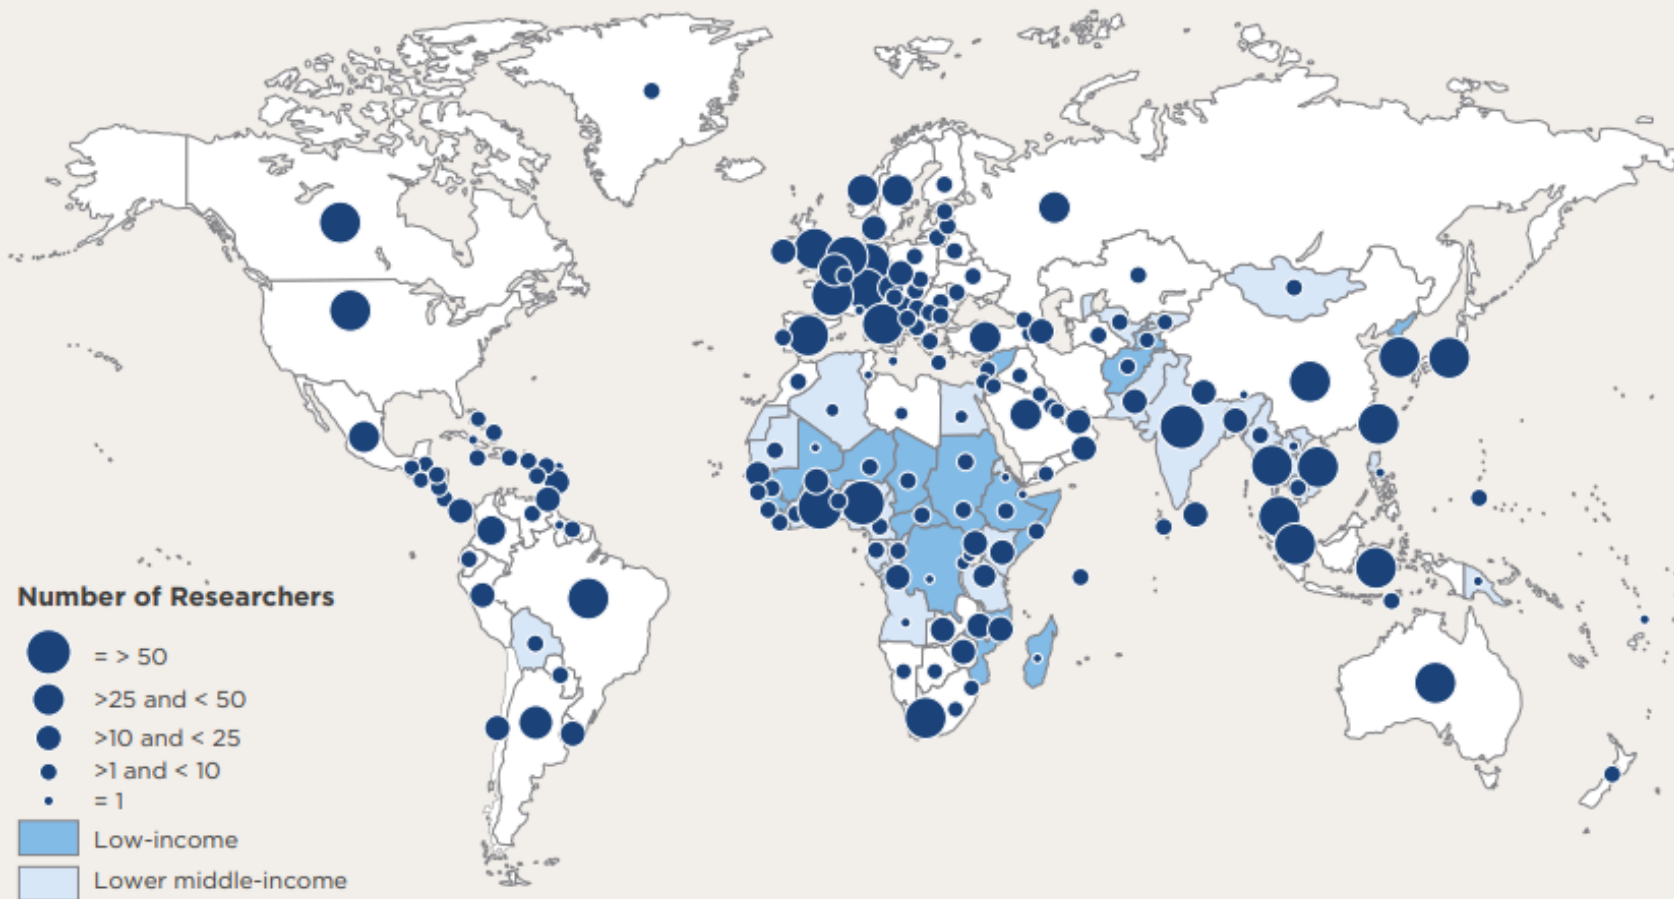 Number of Researchers
= > 50
>25 and < 50
>10 and < 25
>1 and < 10
= 1
Low-income
Lower middle-income